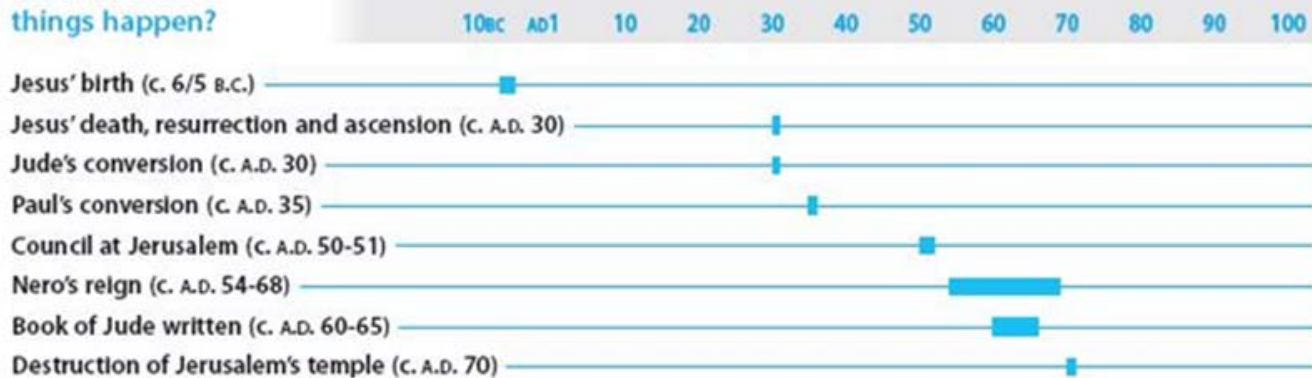 things happen? 10BC AD1 10 20 30 40 50 60 70 80 90 100
Jesus' birth (c. 6/5 B.C.)
Jesus' death, resurrection and ascension (c. A.D. 30)
Jude's conversion (c. A.D. 30)
Paul's conversion (c. A.D. 35)
Council at Jerusalem (c. A.D. 50-51)
Nero's reign (c. A.D. 54-68)
Book of Jude written (c. A.D. 60-65)
Destruction of Jerusalem's temple (c. A.D. 70)